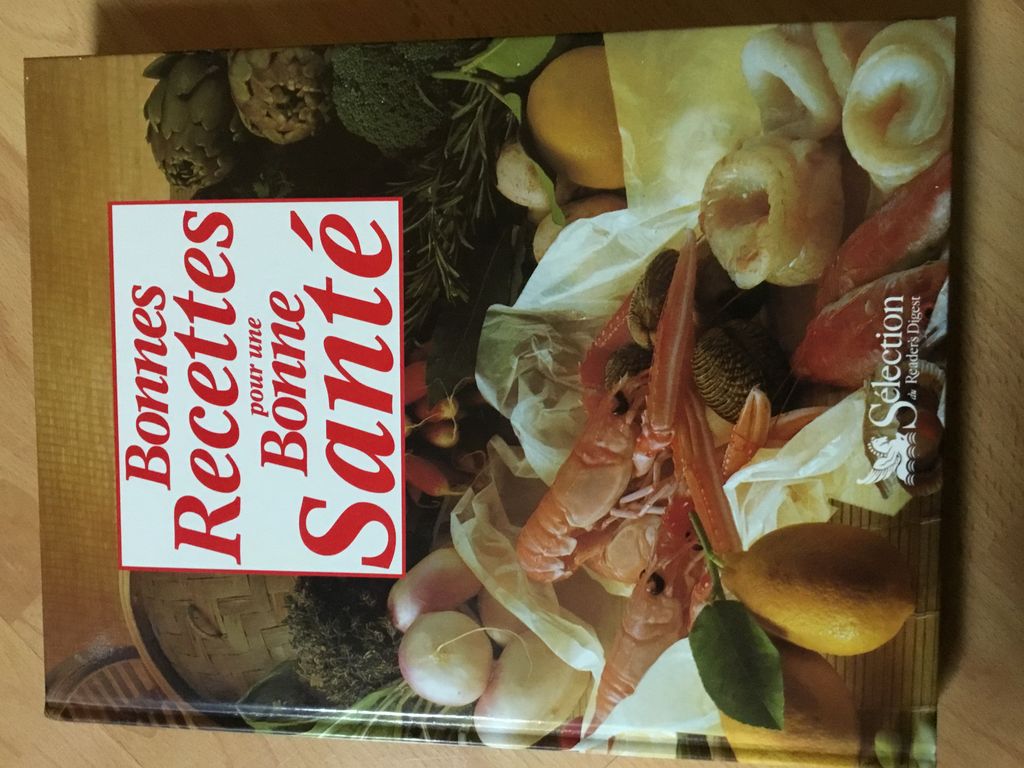 Bonnes
Recettes
pour une
Bonne
Santé
Sélection
du Reader's Digest